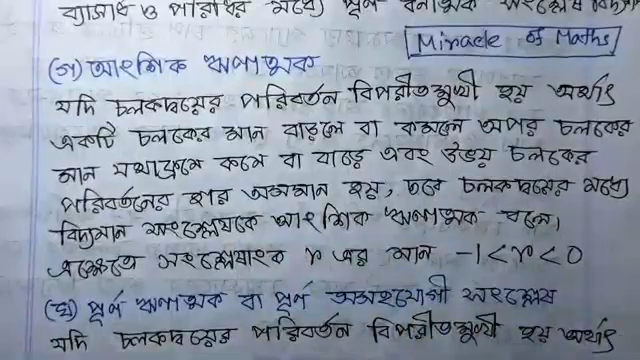 ব্যাসার্ধ ও পরিধির মধ্যে পূর্ণ ধনাত্মক সংশ্লেষ
Miracle of Maths
(গ) আংশিক ঋণাত্মক
যদি চলকদ্বয়ের পরিবর্তন বিপরীতমুখী হয় অর্থাৎ
একটি চলকের মান বাড়লে বা কমলে অপর চলকের
মান যথাক্রমে কমে বা বাড়ে এবং উভয় চলকের
পরিবর্তনের হার অসমান হয়, তবে চলকদ্বয়ের মধ্যে
বিদ্যমান সংশ্লেষকে আংশিক ঋণাত্মক বলে।
এক্ষেত্রে সংশ্লেষাংক r এর মান -1<r<0
(ঘ) পূর্ণ ঋণাত্মক বা পূর্ণ অসহযোগী সংশ্লেষ
যদি চলকদ্বয়ের পরিবর্তন বিপরীতমুখী হয় অর্থাৎ